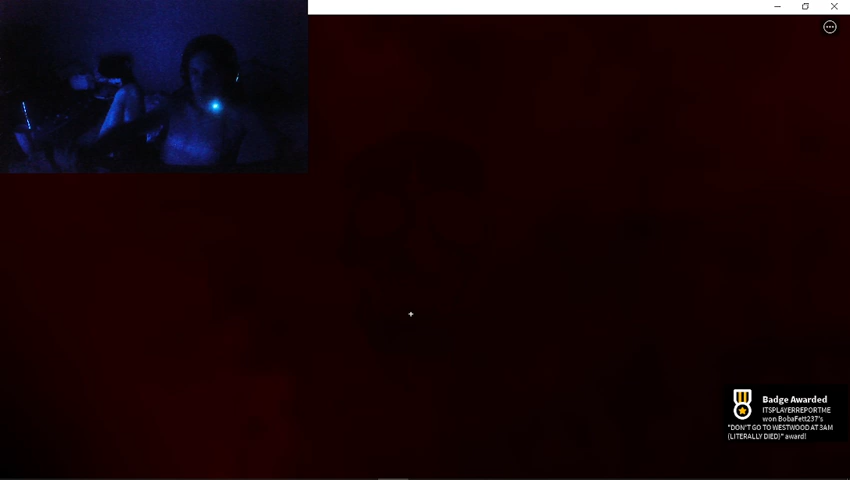 Badge Awarded
ITSPLAYERREPORTME
won BobaFett237's
"DON'T GO TO WESTWOOD AT 3AM
(LITERALLY DIED)" award!